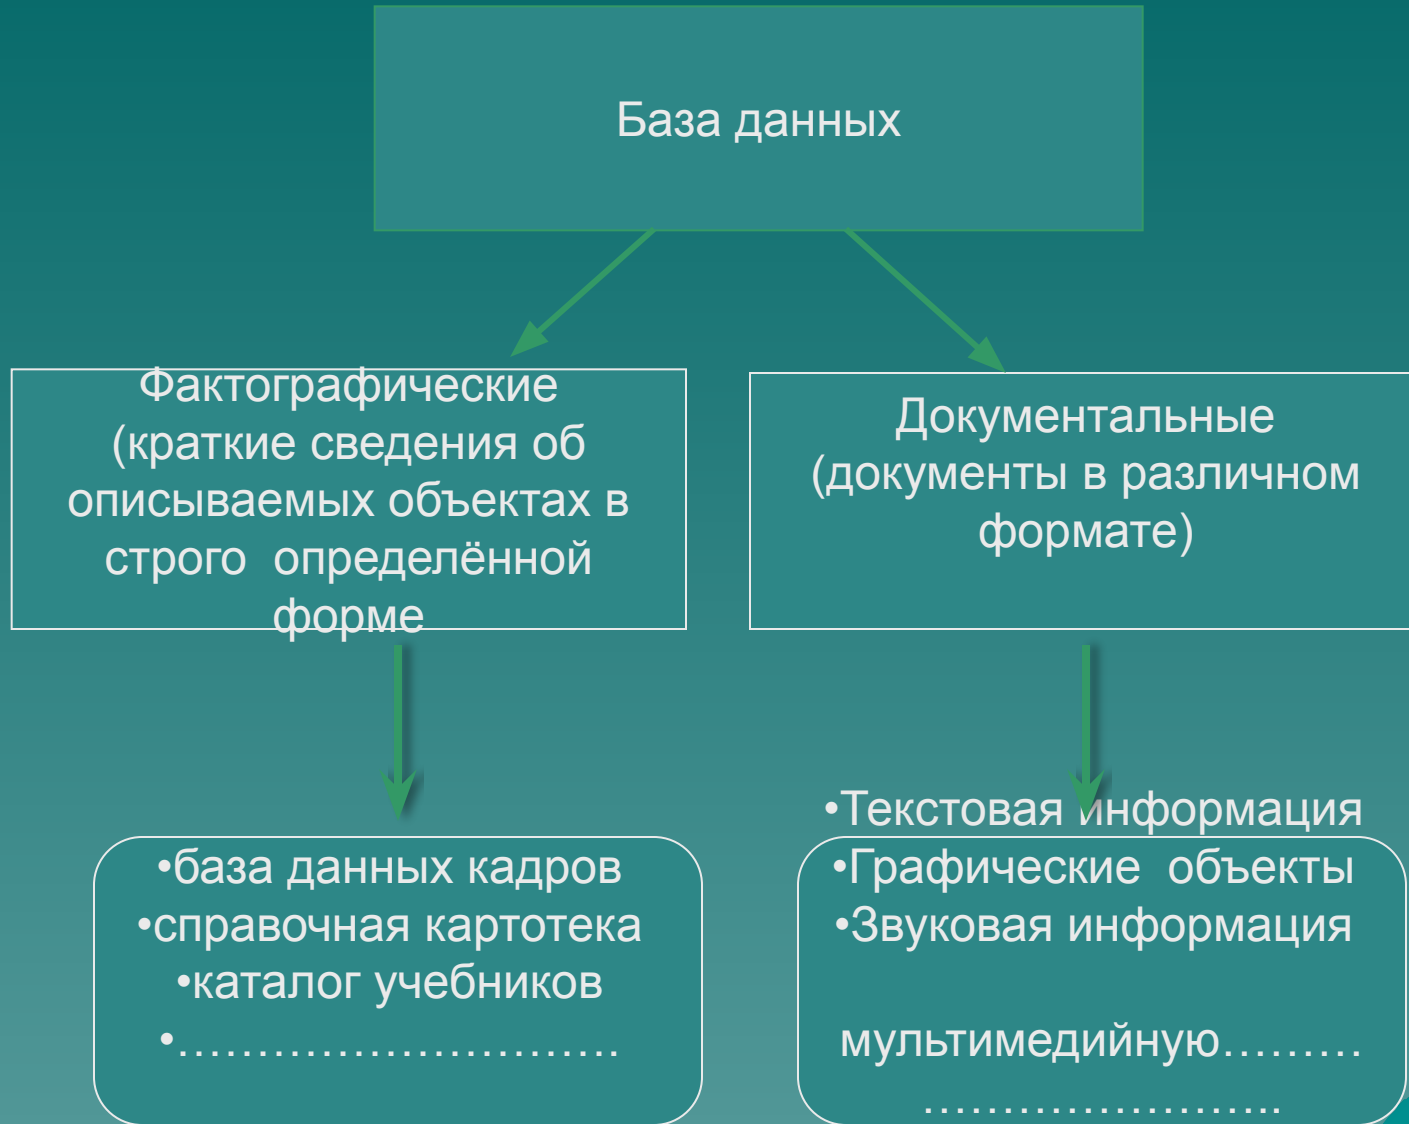 База данных
Фактографические
(краткие сведения об
описываемых объектах в
строго определённой
форме
Документальные
(документы в различном
формате)
•база данных кадров
•справочная картотека
•каталог учебников
•……………………….
•Текстовая информация
•Графические объекты
•Звуковая информация
мультимедийную………
…………………..